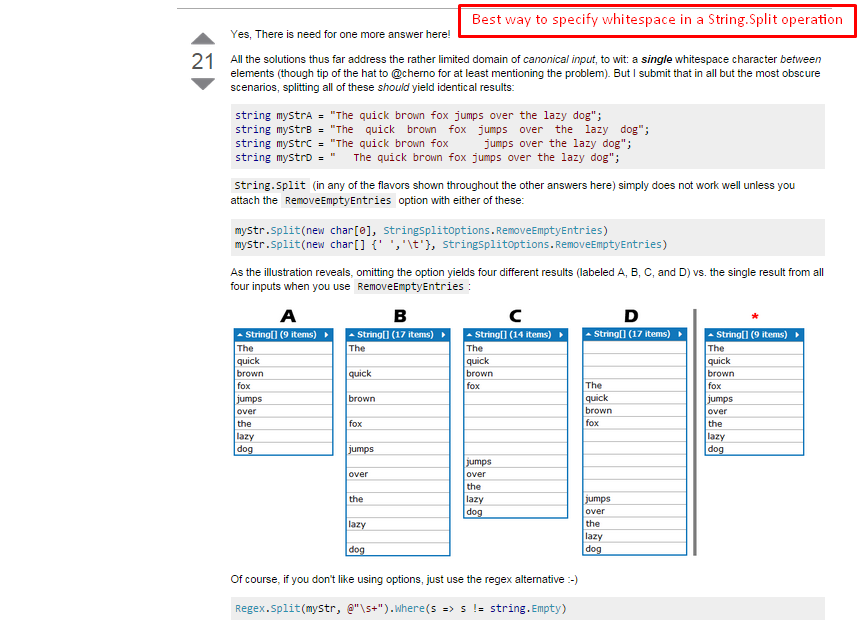 Best way to specify whitespace in a String.Split operation
Yes, There is need for one more answer here!
21
All the solutions thus far address the rather limited domain of canonical input, to wit: a single whitespace character between
elements (though tip of the hat to @cherno for at least mentioning the problem). But I submit that in all but the most obscure
scenarios, splitting all of these should yield identical results:
string myStrA = "The quick brown fox jumps over the lazy dog";
string myStrB = "The  quick  brown  fox  jumps  over  the  lazy  dog";
string myStrC = "The quick brown fox      jumps over the lazy dog";
string myStrD = "   The quick brown fox jumps over the lazy dog";
String.Split (in any of the flavors shown throughout the other answers here) simply does not work well unless you
attach the RemoveEmptyEntries option with either of these:
myStr.Split(new char[0], StringSplitOptions.RemoveEmptyEntries)
myStr.Split(new char[] {' ','\t'}, StringSplitOptions.RemoveEmptyEntries)
As the illustration reveals, omitting the option yields four different results (labeled A, B, C, and D) vs. the single result from all
four inputs when you use RemoveEmptyEntries :
A
String[] (9 items)
The
quick
brown
fox
jumps
over
the
lazy
dog
B
String[] (17 items)
The
quick
brown
fox
jumps
over
the
lazy
dog
C
String[] (14 items)
The
quick
brown
fox
jumps
over
the
lazy
dog
D
String[] (17 items)
The
quick
brown
fox
jumps
over
the
lazy
dog
*
String[] (9 items)
The
quick
brown
fox
jumps
over
the
lazy
dog
Of course, if you don't like using options, just use the regex alternative :-)
Regex.Split(myStr, @"\s+").Where(s => s != string.Empty)